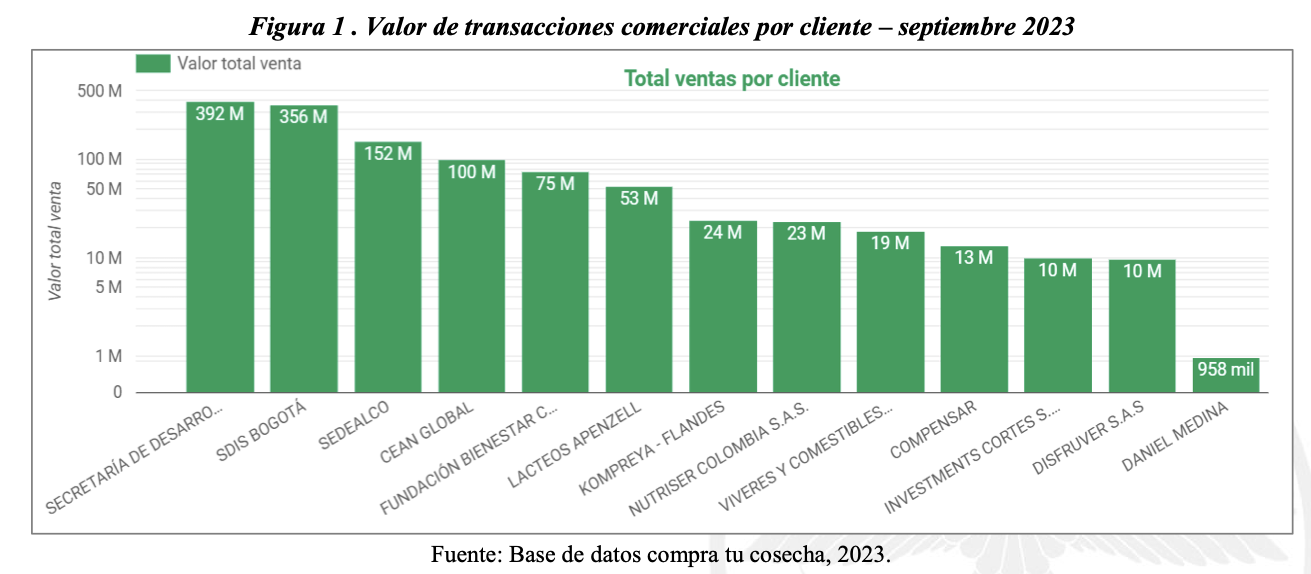 Figura 1 . Valor de transacciones comerciales por cliente – septiembre 2023
Valor total venta
Total ventas por cliente
Valor total venta
500 M
100 M
50 M
10 M
5 M
1 M
0
392 M
356 M
152 M
100 M
75 M
53 M
24 M
23 M
19 M
13 M
10 M
10 M
958 mil
SECRETARÍA DE DESARRO...
SDIS BOGOTÁ
SEDEALCO
CEAN GLOBAL
FUNDACIÓN BIENESTAR C...
LACTEOS APENZELL
KOMPREYA - FLANDES
NUTRISER COLOMBIA S.A.S.
VIVERES Y COMESTIBLES...
COMPENSAR
INVESTMENTS CORTES S....
DISFRUVER S.A.S
DANIEL MEDINA
Fuente: Base de datos compra tu cosecha, 2023.